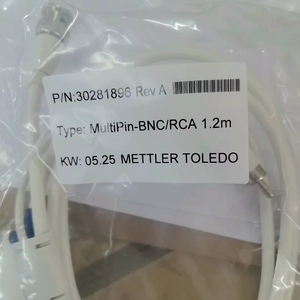 P/N:30281896 Rev A
Type: MultiPin-BNC/RCA 1.2m
KW: 05.25 METTLER TOLEDO